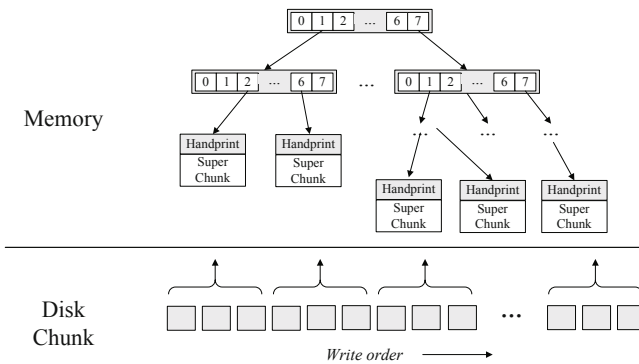 0 1 2 ... 6 7
0 1 2 ... 6 7 ... 0 1 2 ... 6 7
Memory
... ... ...
Handprint Handprint
Super Chunk Super Chunk
Handprint Handprint Handprint
Super Chunk Super Chunk Super Chunk
Disk
Chunk
...
Write order